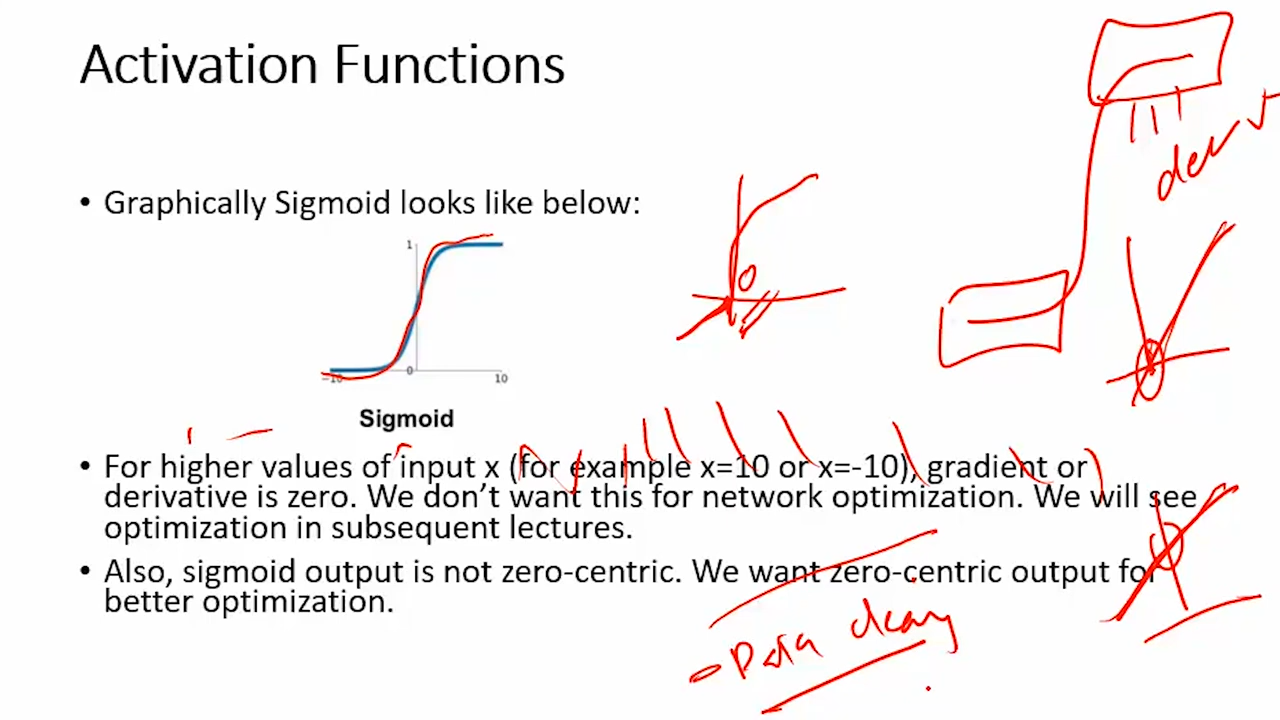 Activation Functions
deriv
• Graphically Sigmoid looks like below:
1
0
0
-10
10
Sigmoid
• For higher values of input x (for example x=10 or x=-10), gradient or
derivative is zero. We don’t want this for network optimization. We will see
optimization in subsequent lectures.
• Also, sigmoid output is not zero-centric. We want zero-centric output for
better optimization.
Data